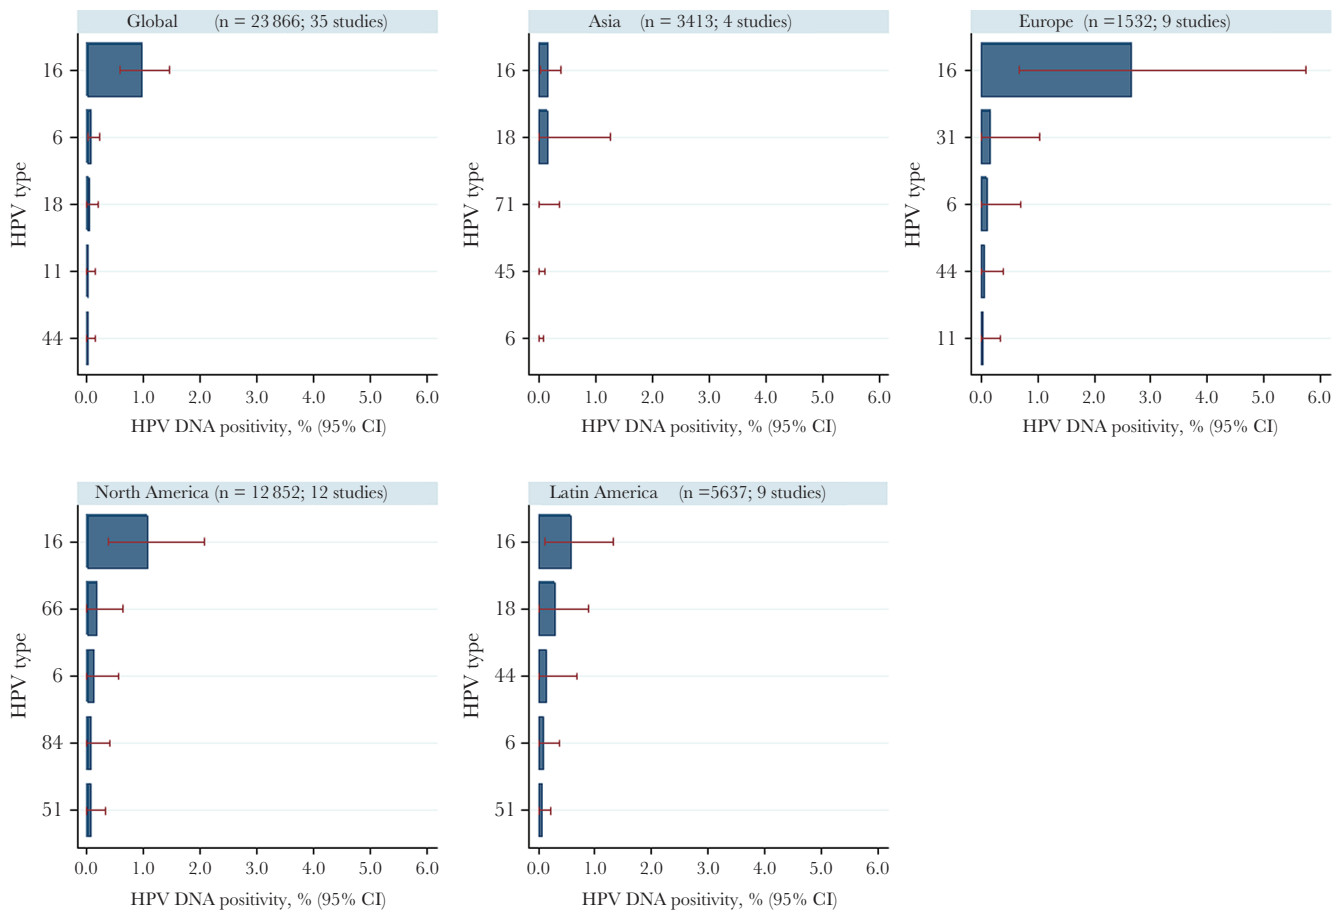 Global (n = 23 866; 35 studies)
HPV type
16
6
18
11
44
0.0 1.0 2.0 3.0 4.0 5.0 6.0
HPV DNA positivity, % (95% CI)
Asia (n = 3413; 4 studies)
HPV type
16
18
71
45
6
0.0 1.0 2.0 3.0 4.0 5.0 6.0
HPV DNA positivity, % (95% CI)
Europe (n =1532; 9 studies)
HPV type
16
31
6
44
11
0.0 1.0 2.0 3.0 4.0 5.0 6.0
HPV DNA positivity, % (95% CI)
North America (n = 12 852; 12 studies)
HPV type
16
66
6
84
51
0.0 1.0 2.0 3.0 4.0 5.0 6.0
HPV DNA positivity, % (95% CI)
Latin America (n =5637; 9 studies)
HPV type
16
18
44
6
51
0.0 1.0 2.0 3.0 4.0 5.0 6.0
HPV DNA positivity, % (95% CI)